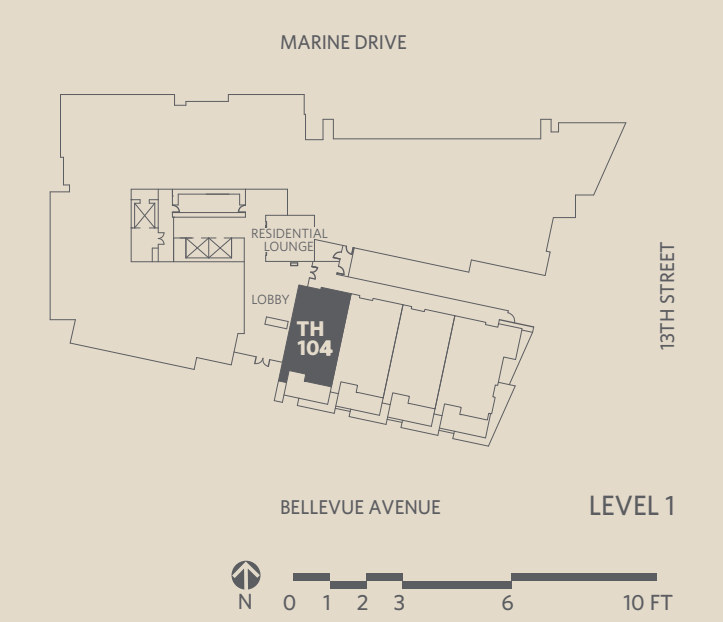 MARINE DRIVE
RESIDENTIAL
LOUNGE
LOBBY
TH
104
13TH STREET
BELLEVUE AVENUE
LEVEL 1
N
0 1 2 3 6 10 FT